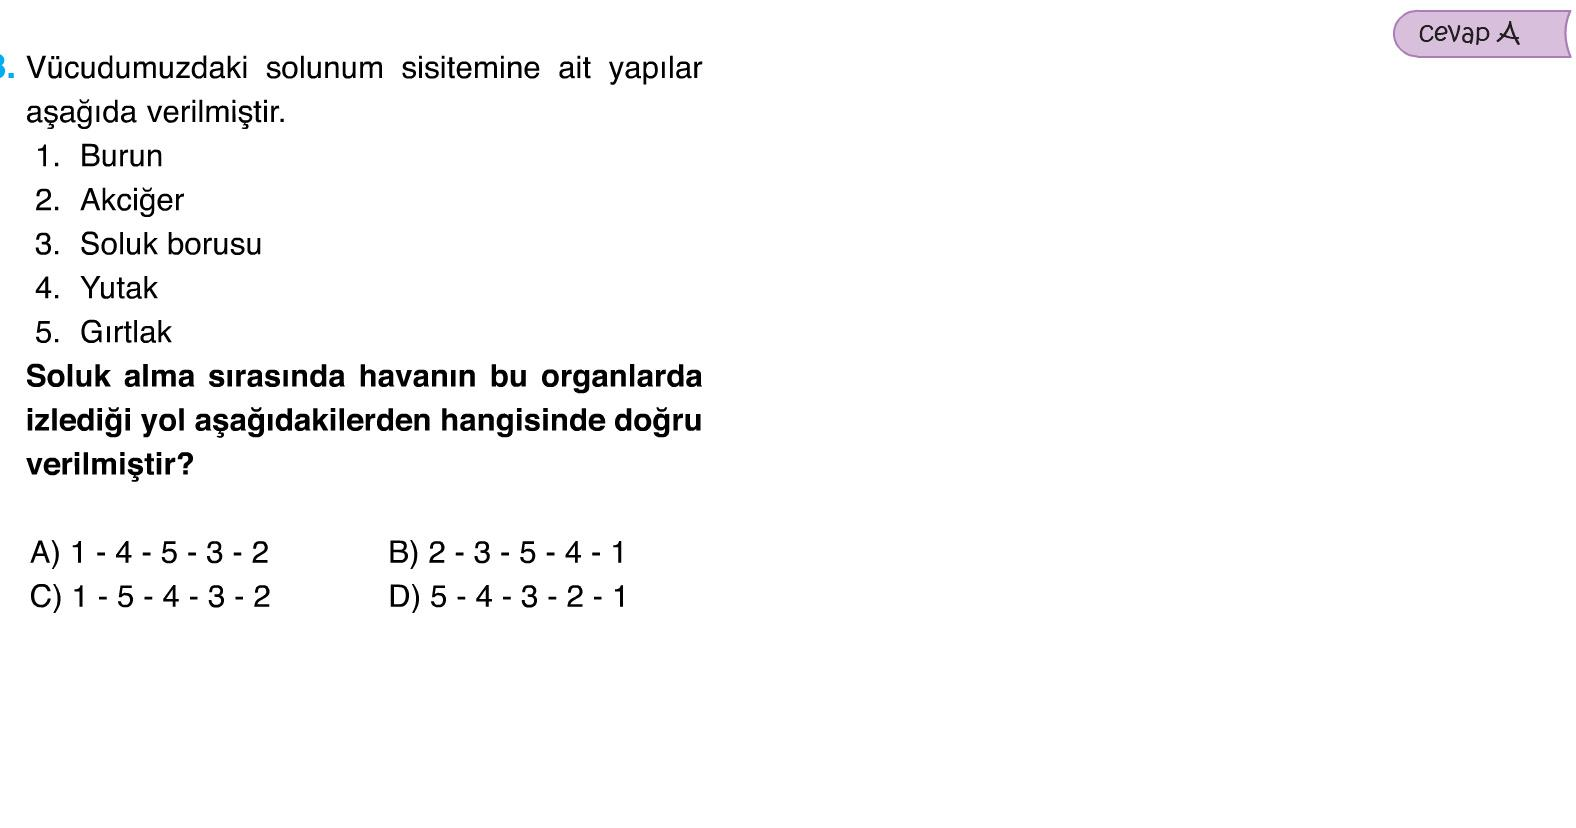 3. Vücudumuzdaki solunum sisitemine ait yapılar
aşağıda verilmiştir.
1. Burun
2. Akciğer
3. Soluk borusu
4. Yutak
5. Gırtlak
Soluk alma sırasında havanın bu organlarda
izlediği yol aşağıdakilerden hangisinde doğru
verilmiştir?
A) 1 - 4 - 5 - 3 - 2 B) 2 - 3 - 5 - 4 - 1
C) 1 - 5 - 4 - 3 - 2 D) 5 - 4 - 3 - 2 - 1
Cevap A